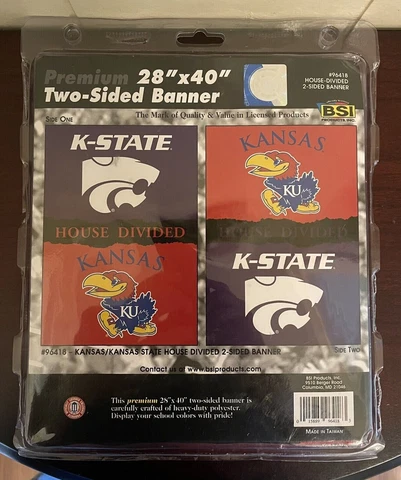 Premium 28"x40"
Two-Sided Banner
#96418
HOUSE-DIVIDED
2-SIDED BANNER
BSI
PRODUCTS INC.
The Mark of Quality & Value in Licensed Products
SIDE ONE
K-STATE
HOUSE DIVIDED
KANSAS
KU
KANSAS
KU
HOUSE DIVIDED
K-STATE
#96418 - KANSAS/KANSAS STATE HOUSE DIVIDED 2-SIDED BANNER
SIDE TWO
Contact us at www.bsiproducts.com
This premium 28"x40" two-sided banner is
carefully crafted of heavy-duty polyester.
Display your school colors with pride!
BSI Products, Inc.
9510 Berger Road
Columbia, MD 21046
MADE IN TAIWAN